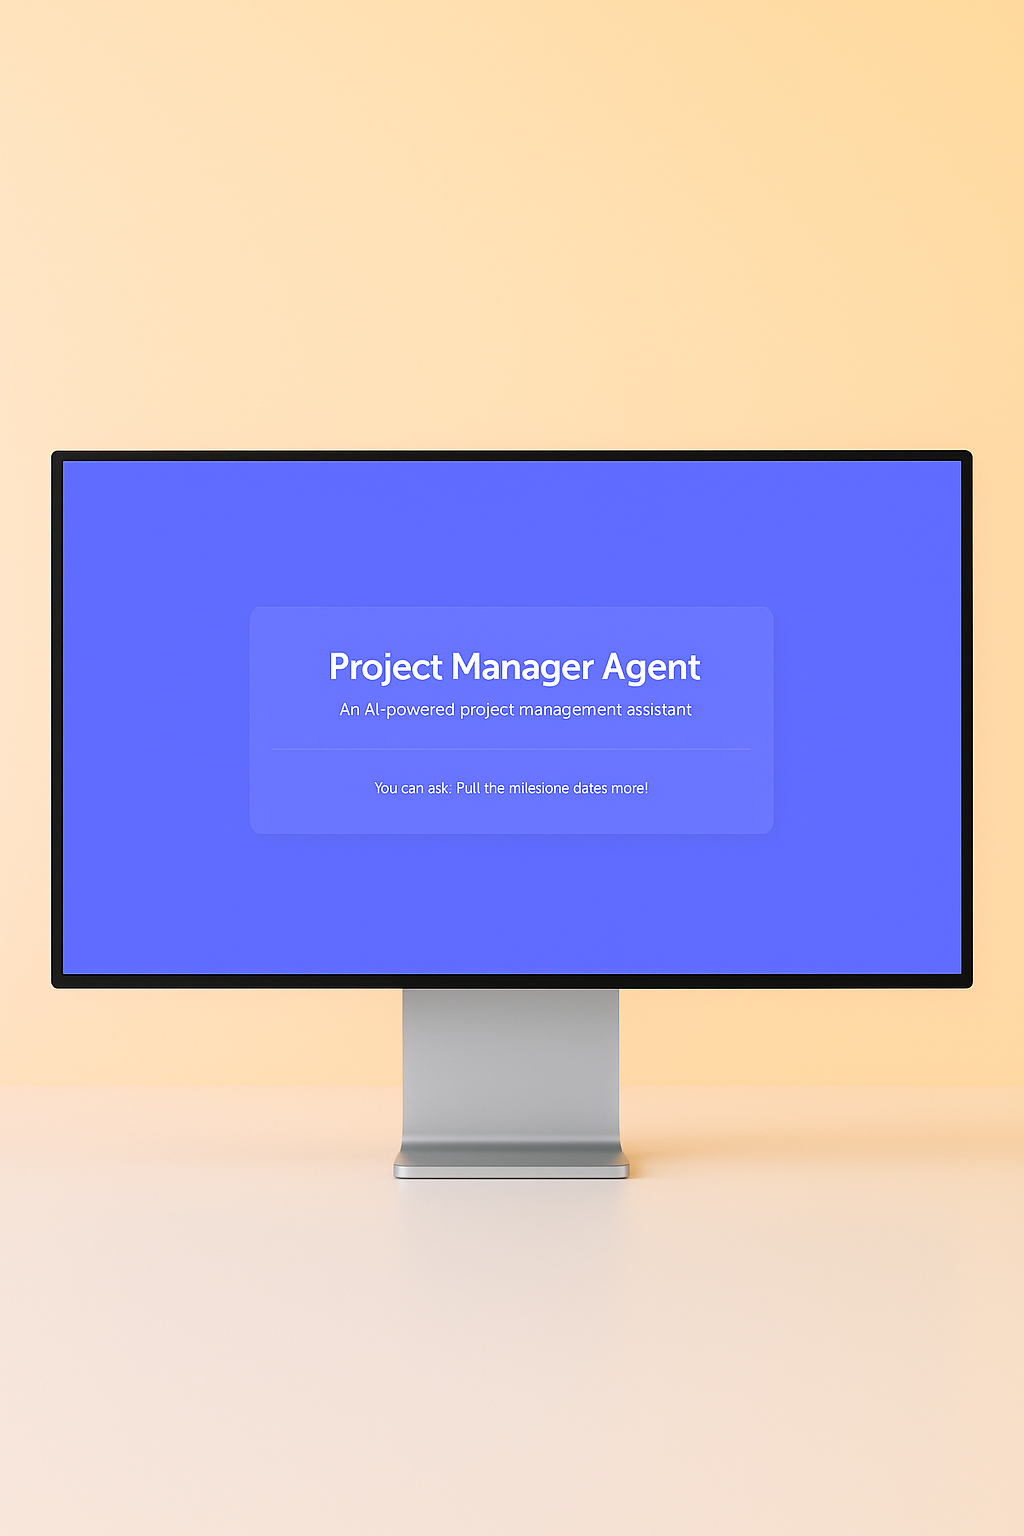 Project Manager Agent
An AI-powered project management assistant
You can ask: Pull the milesione dates more!